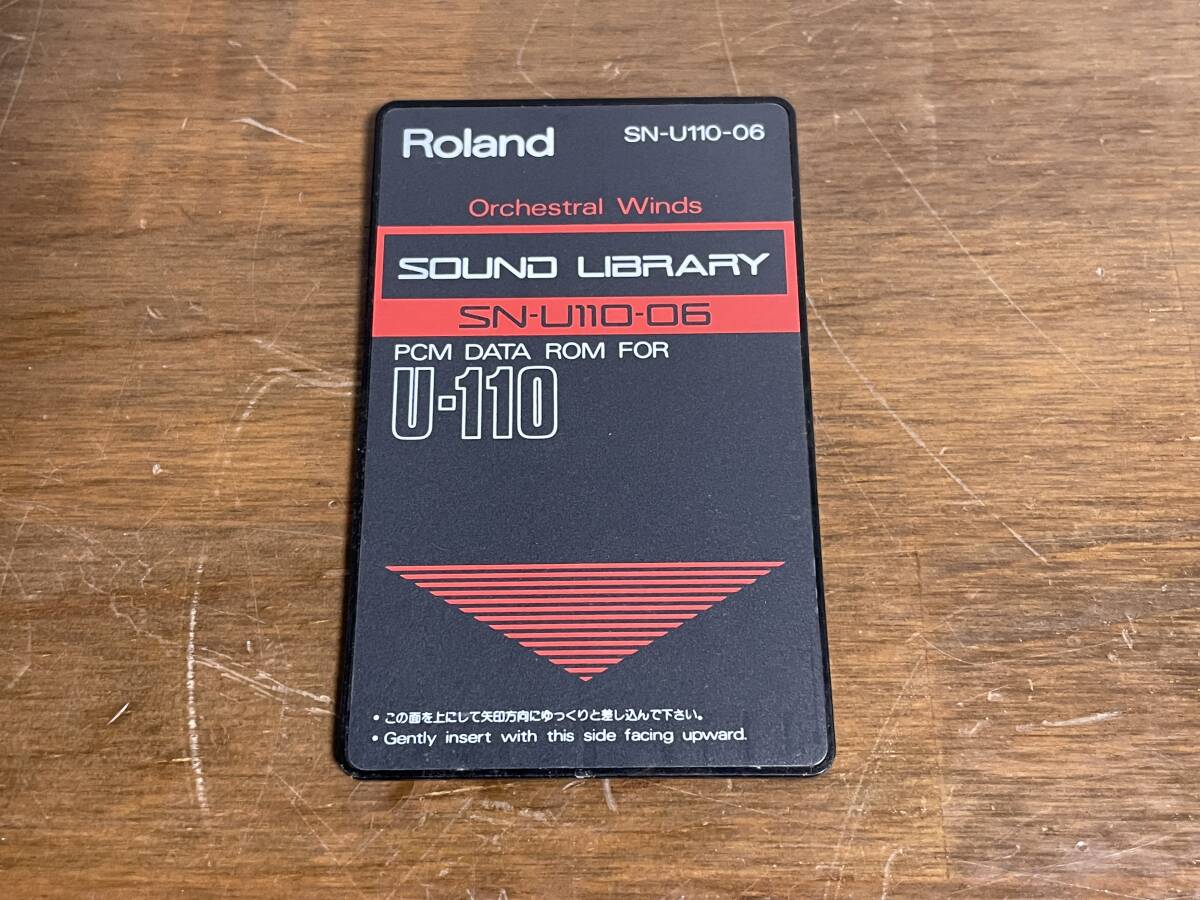 Roland SN-U110-06
Orchestral Winds
SOUND LIBRARY
SN-U110-06
PCM DATA ROM FOR
U-110
• この面を上にして矢印方向にゆっくりと差し込んで下さい。
• Gently insert with this side facing upward.